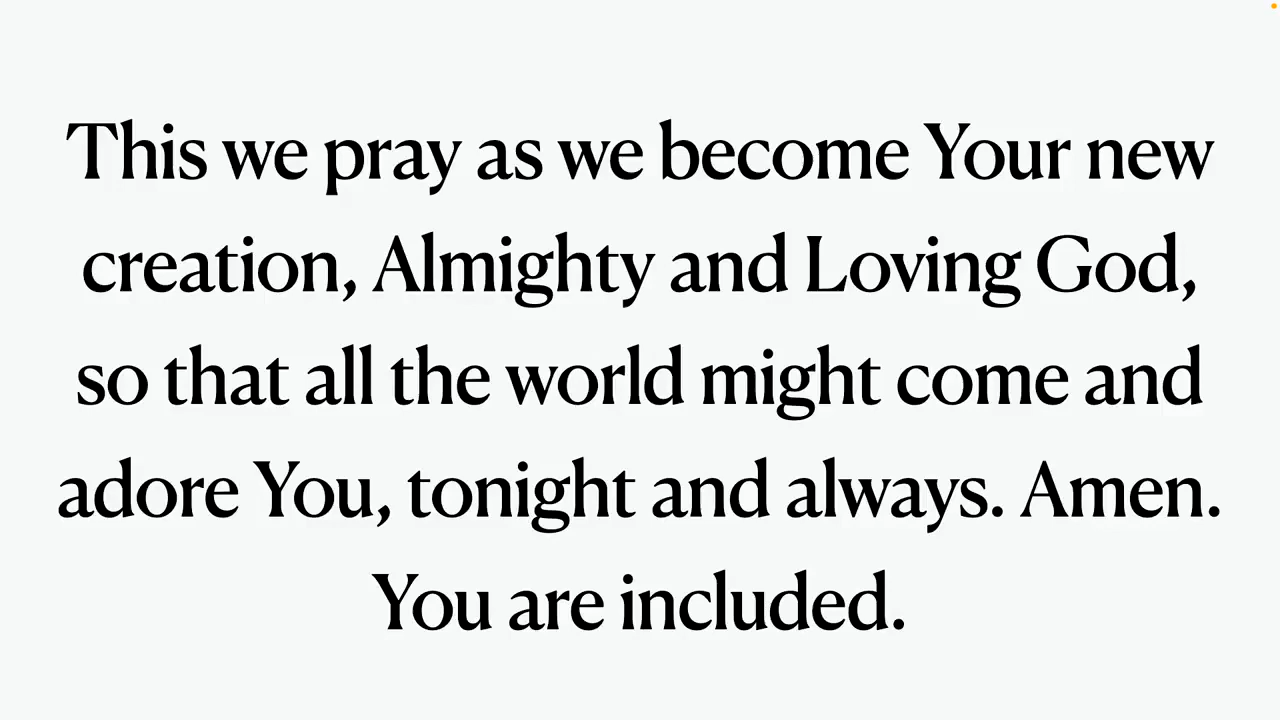 This we pray as we become Your new
creation, Almighty and Loving God,
so that all the world might come and
adore You, tonight and always. Amen.
You are included.